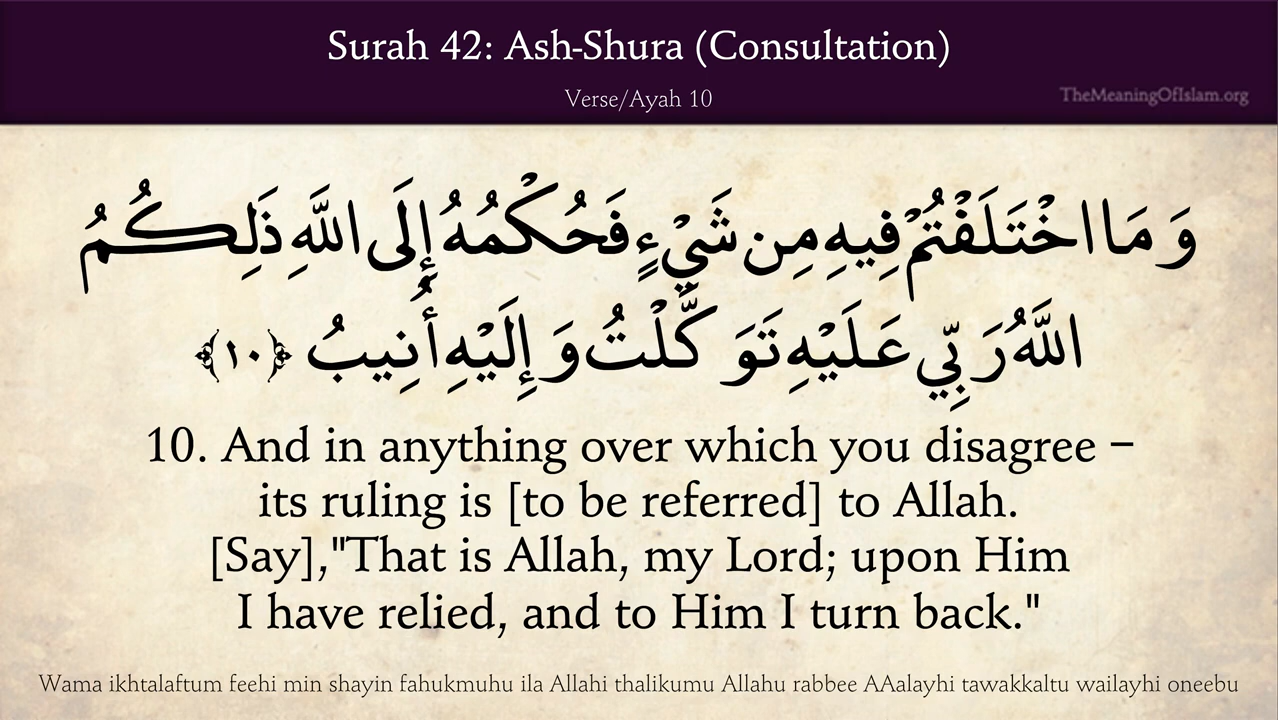 Surah 42: Ash-Shura (Consultation)
Verse/Ayah 10
TheMeaningOfIslam.org
وَمَا اخْتَلَفْتُمْ فِيهِ مِن شَيْءٍ فَحُكْمُهُ إِلَى اللَّهِ ذَلِكُمُ
اللَّهُ رَبِّي عَلَيْهِ تَوَكَّلْتُ وَإِلَيْهِ أُنِيبُ ﴿١٠﴾
10. And in anything over which you disagree –
its ruling is [to be referred] to Allah.
[Say],"That is Allah, my Lord; upon Him
I have relied, and to Him I turn back."
Wama ikhtalaftum feehi min shayin fahukmuhu ila Allahi thalikumu Allahu rabbee AAalayhi tawakkaltu wailayhi oneebu